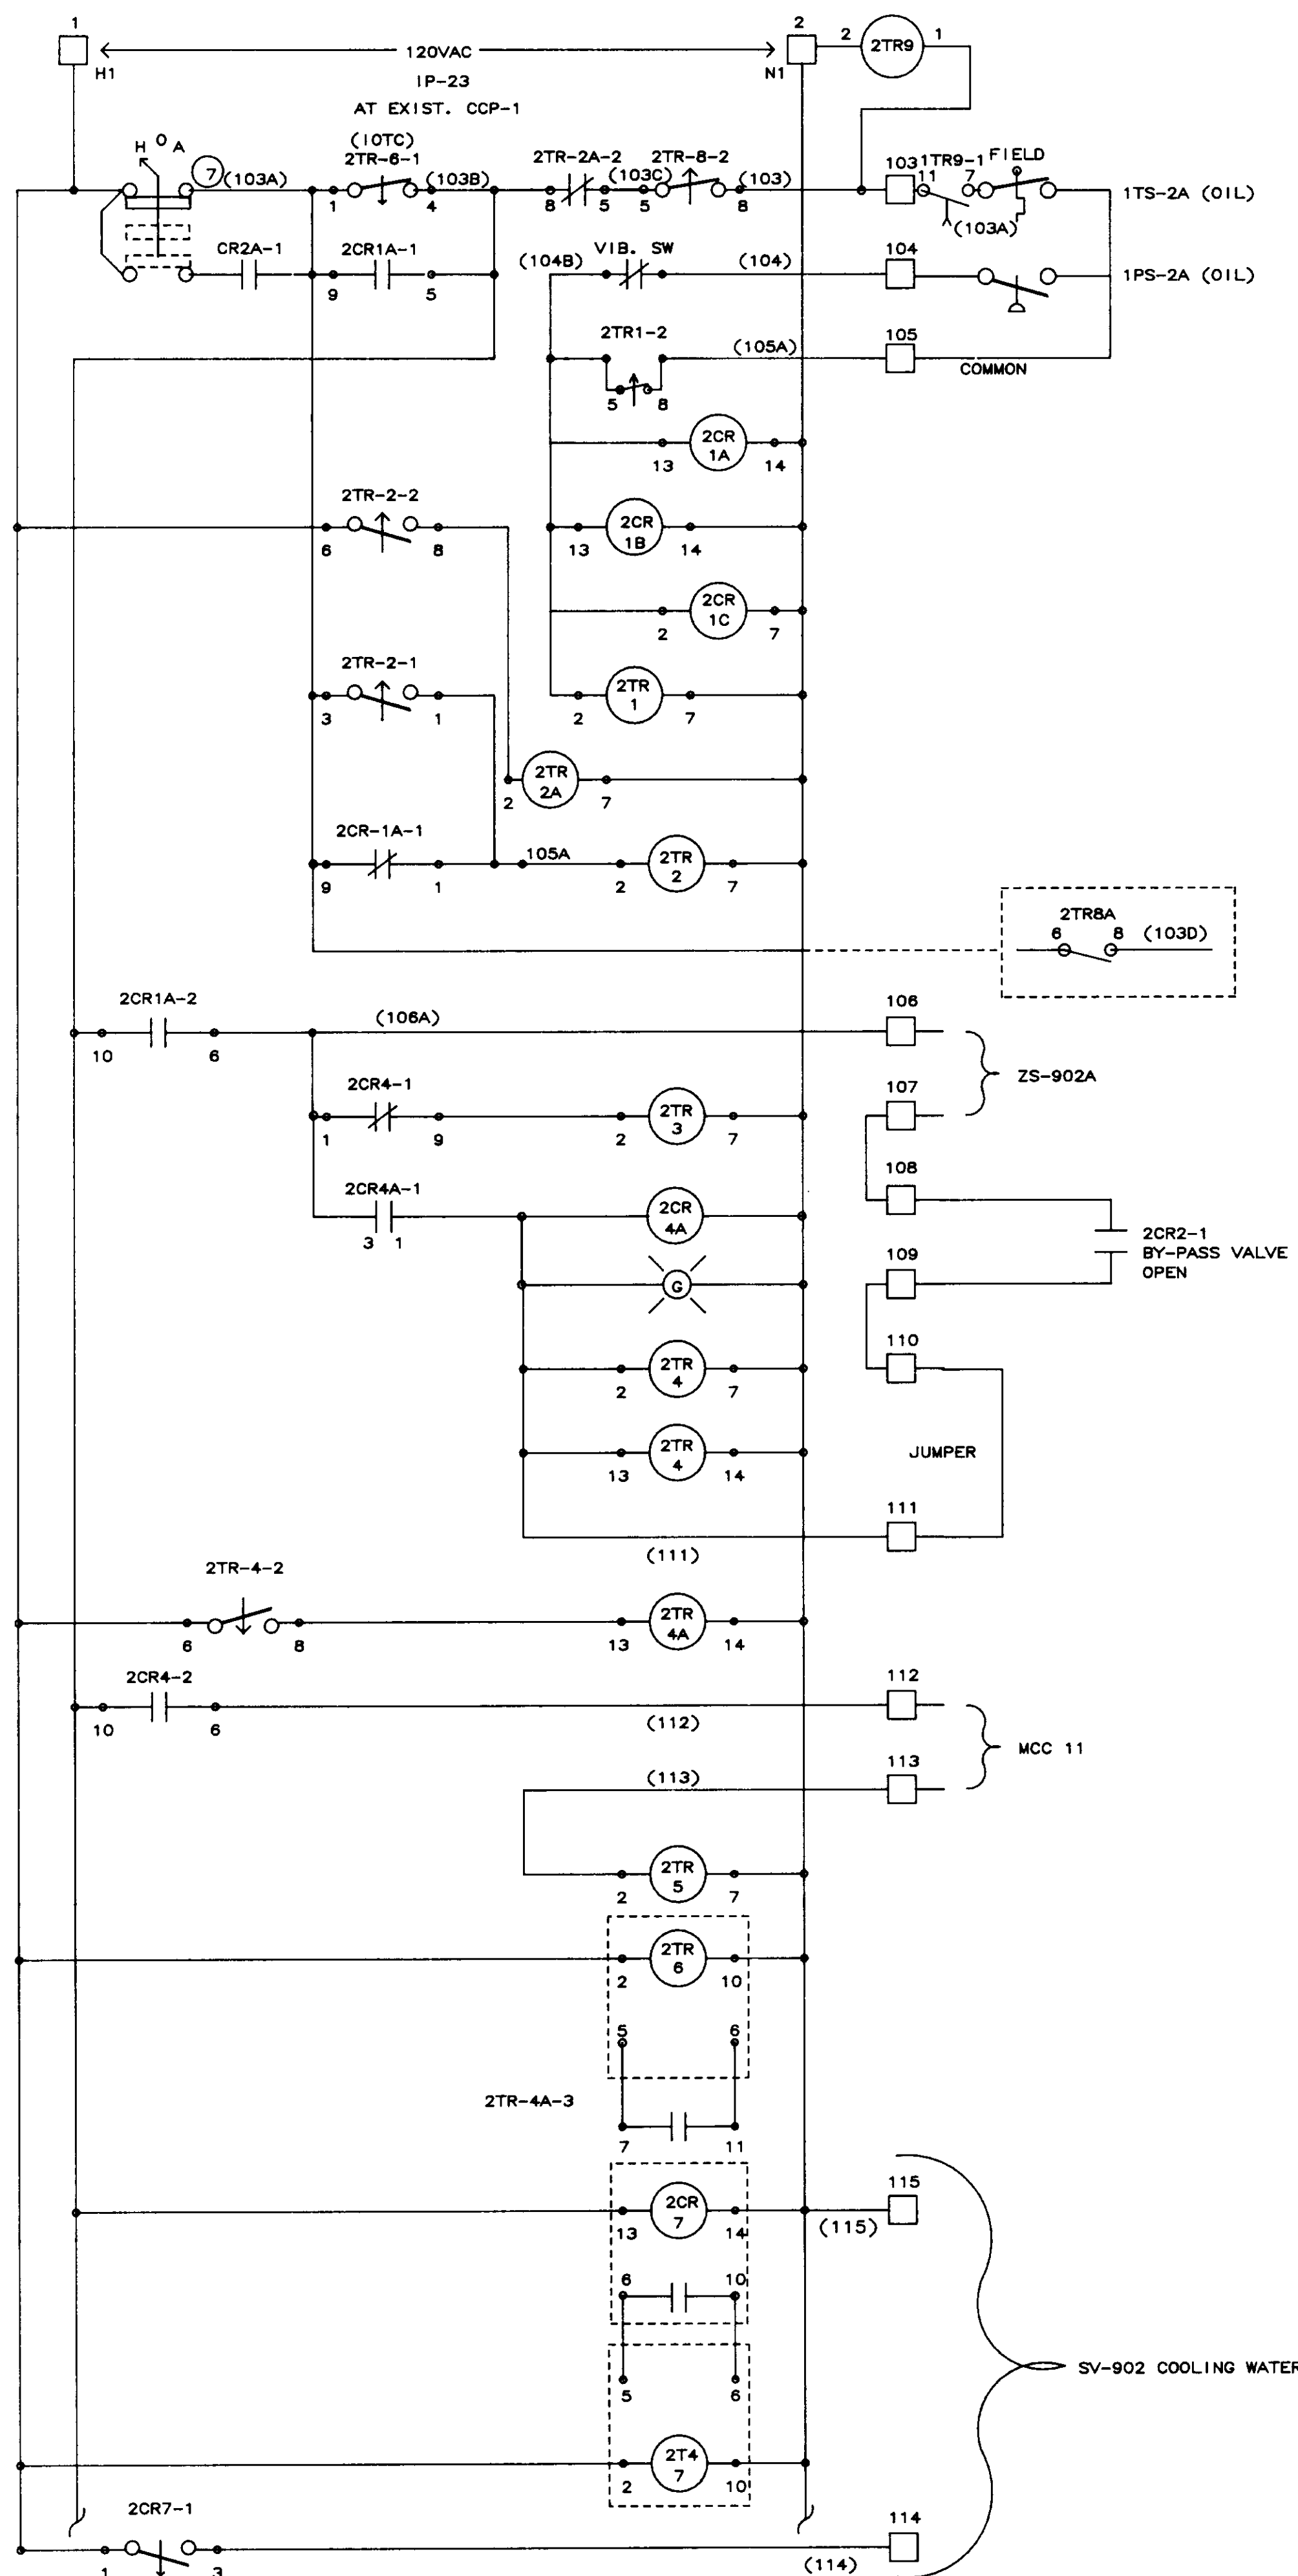 1 2
120VAC 2 2TR9 1
H1 N1
IP-23
AT EXIST. CCP-1
H O A (10TC)
2TR-6-1 2TR-2A-2 2TR-8-2 103 1TR9-1 FIELD
7 (103A) (103B) (103C) (103) 11 7 1TS-2A (OIL)
1 4 8 5 5 8 (103A)
CR2A-1 2CR1A-1 VIB. SW 104
(104B) (104) 1PS-2A (OIL)
9 5
2TR1-2 105
(105A)
COMMON
5 8
2CR
1A
13 14
2TR-2-2
2CR
1B
6 8 13 14
2CR
1C
2 7
2TR-2-1
2TR
1
3 1 2 7
2TR
2A
2 7
2CR-1A-1
105A 2TR
2
9 1 2 7
2TR8A
6 8 (103D)
2CR1A-2 106
(106A)
10 6
ZS-902A
2CR4-1 107
2TR
3
1 9 2 7
108
2CR4A-1
2CR
4A
3 1
2CR2-1
BY-PASS VALVE
OPEN
109
G
110
2TR
4
2 7
2TR
4
JUMPER
13 14
111
(111)
2TR-4-2
2TR
4A
6 8 13 14
2CR4-2 112
10 6 (112)
MCC 11
113
(113)
2TR
5
2 7
2TR
6
2 10
5 6
2TR-4A-3
7 11
115
2CR
7
13 14 (115)
6 10
SV-902 COOLING WATER
5 6
2T4
7
2 10
2CR7-1 114
1 3 (114)